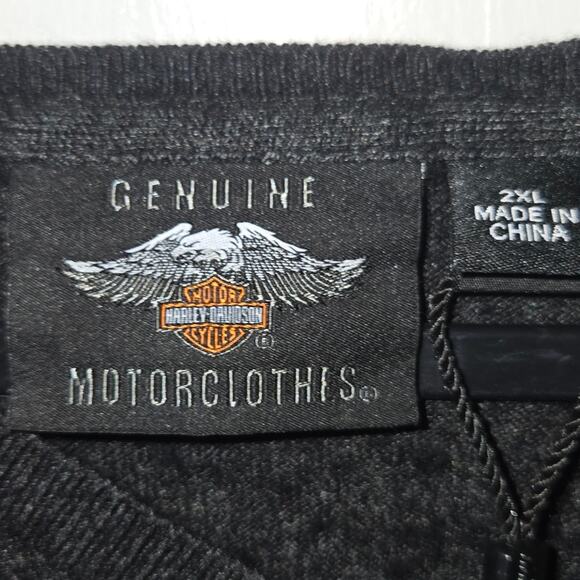 GENUINE
MOTOR
HARLEY-DAVIDSON
CYCLES
®
MOTORCLOTHES®
2XL
MADE IN
CHINA